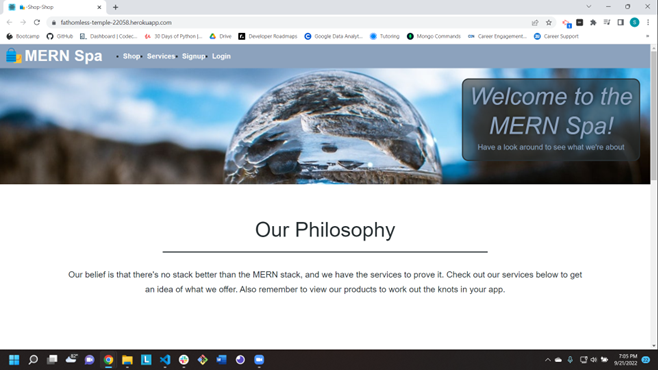 Shop-Shop
fathomless-temple-22058.herokuapp.com
Bootcamp
GitHub
Dashboard | Codec...
30 Days of Python |...
Drive
Developer Roadmaps
Google Data Analyt...
Tutoring
Mongo Commands
Career Engagement...
Career Support
MERN Spa
Shop
Services
Signup
Login
Welcome to the
MERN Spa!
Have a look around to see what we're about
Our Philosophy
Our belief is that there's no stack better than the MERN stack, and we have the services to prove it. Check out our services below to get
an idea of what we offer. Also remember to view our products to work out the knots in your app.
7:05 PM
9/21/2022